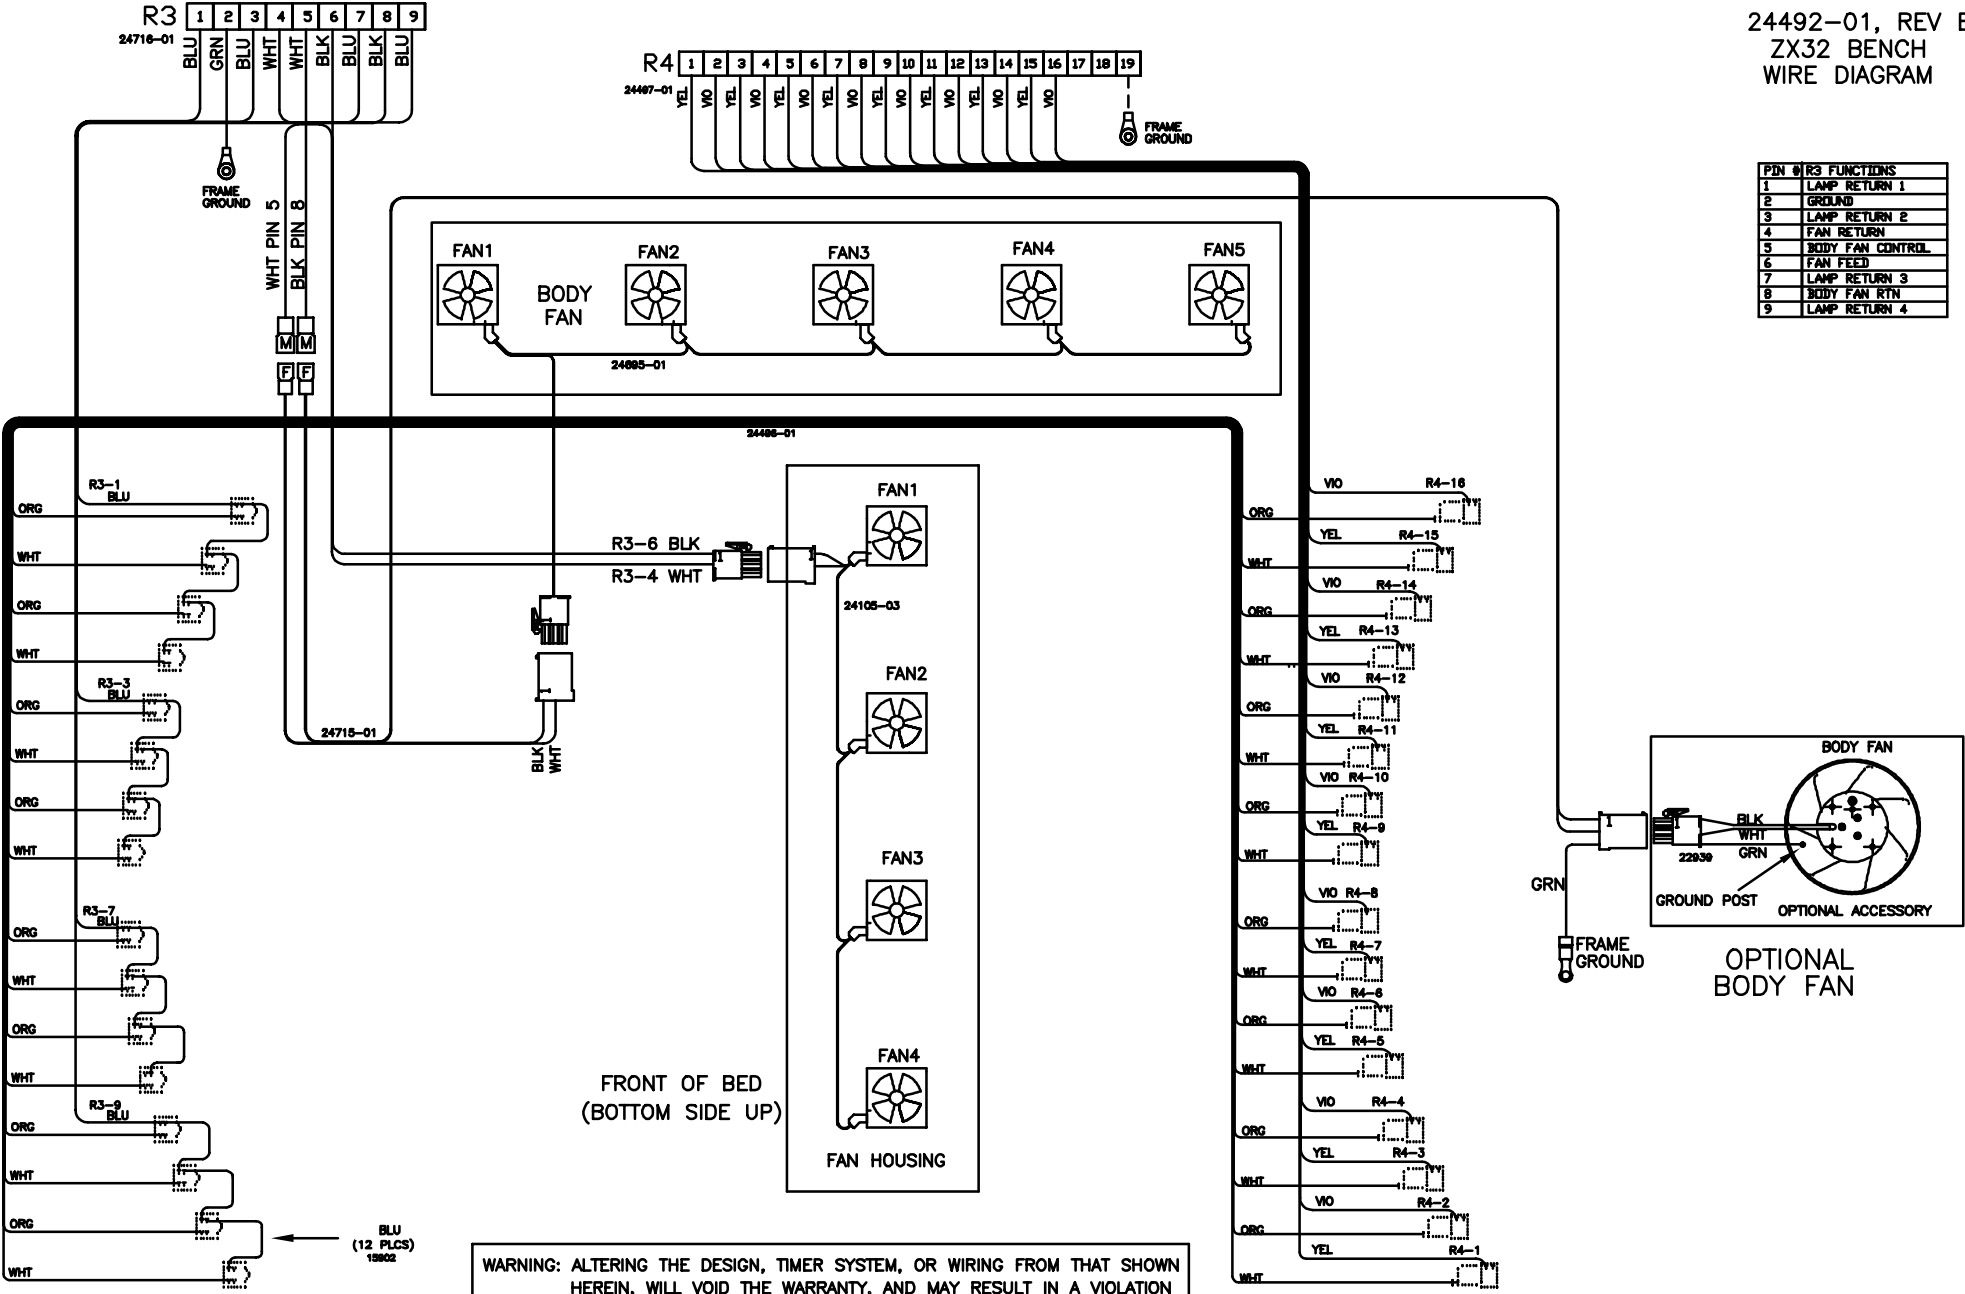 R3 1 2 3 4 5 6 7 8 9
24716-01
BLU GRN BLU WHT WHT BLK BLU BLK BLU
FRAME
GROUND
WHT PIN 5
BLK PIN 8
M M
F F
R4 1 2 3 4 5 6 7 8 9 10 11 12 13 14 15 16 17 18 19
24497-01
YEL VIO YEL VIO YEL VIO YEL VIO YEL VIO YEL VIO YEL VIO YEL VIO
FRAME
GROUND
24492-01, REV
ZX32 BENCH
WIRE DIAGRAM
PIN # R3 FUNCTIONS
1 LAMP RETURN 1
2 GROUND
3 LAMP RETURN 2
4 FAN RETURN
5 BODY FAN CONTROL
6 FAN FEED
7 LAMP RETURN 3
8 BODY FAN RTN
9 LAMP RETURN 4
FAN1 FAN2 FAN3 FAN4 FAN5
BODY
FAN
24695-01
24496-01
R3-1
BLU
ORG
WHT
ORG
WHT
R3-3
BLU
ORG
WHT
ORG
WHT
R3-7
BLU
ORG
WHT
ORG
WHT
R3-9
BLU
ORG
WHT
ORG
WHT
BLU
(12 PLCS)
15902
24715-01
BLK
WHT
1
R3-6 BLK
R3-4 WHT
1
FAN1
24105-03
FAN2
FAN3
FAN4
FAN HOUSING
FRONT OF BED
(BOTTOM SIDE UP)
VIO R4-16
ORG
YEL R4-15
WHT
VIO R4-14
ORG
YEL R4-13
WHT
VIO R4-12
ORG
YEL R4-11
WHT
VIO R4-10
ORG
YEL R4-9
WHT
VIO R4-8
ORG
YEL R4-7
WHT
VIO R4-6
ORG
YEL R4-5
WHT
VIO R4-4
ORG
YEL R4-3
WHT
VIO R4-2
ORG
YEL R4-1
WHT
BODY FAN
1 1
BLK
WHT
GRN
22939
GROUND POST
OPTIONAL ACCESSORY
GRN
FRAME
GROUND
OPTIONAL
BODY FAN
WARNING: ALTERING THE DESIGN, TIMER SYSTEM, OR WIRING FROM THAT SHOWN
HEREIN, WILL VOID THE WARRANTY, AND MAY RESULT IN A VIOLATION